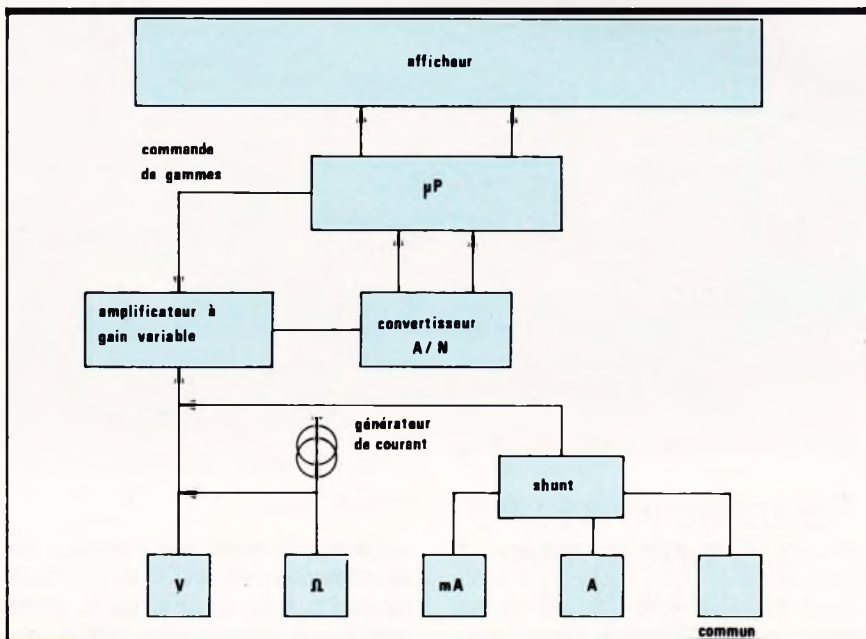 afficheur
commande
de gammes
µP
amplificateur à
gain variable
convertisseur
A / N
générateur
de courant
shunt
V
Ω
mA
A
commun